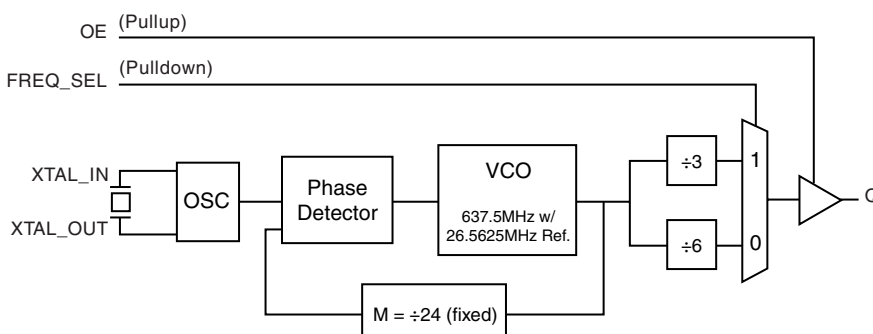 OE (Pullup)
FREQ_SEL (Pulldown)
XTAL_IN
XTAL_OUT
OSC
Phase
Detector
VCO
637.5MHz w/
26.5625MHz Ref.
M = ÷24 (fixed)
÷3
÷6
1
0